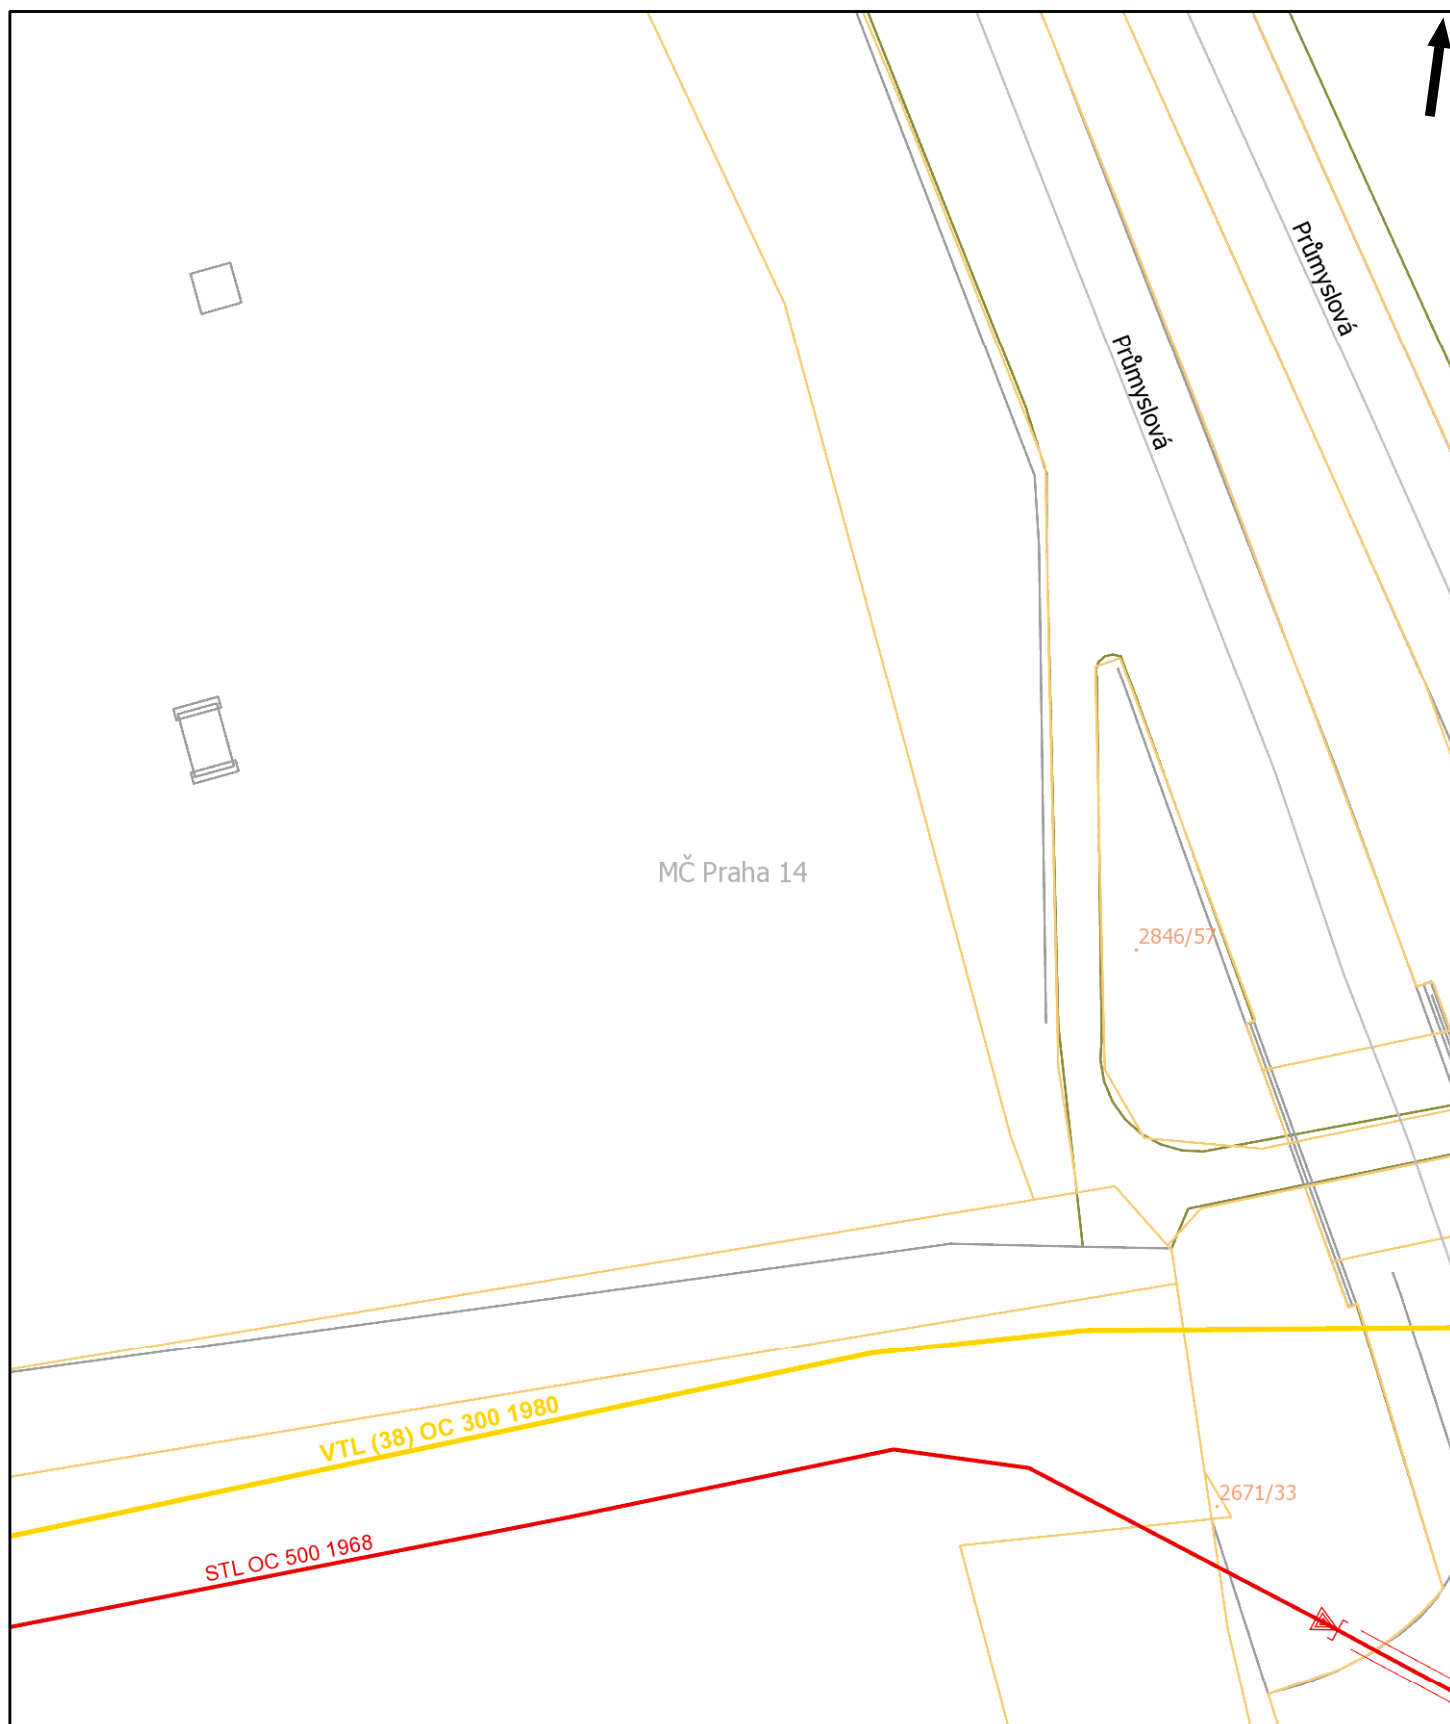 Průmyslová
Průmyslová
MČ Praha 14
2846/57
VTL (38) OC 300 1980
2671/33
STL OC 500 1968